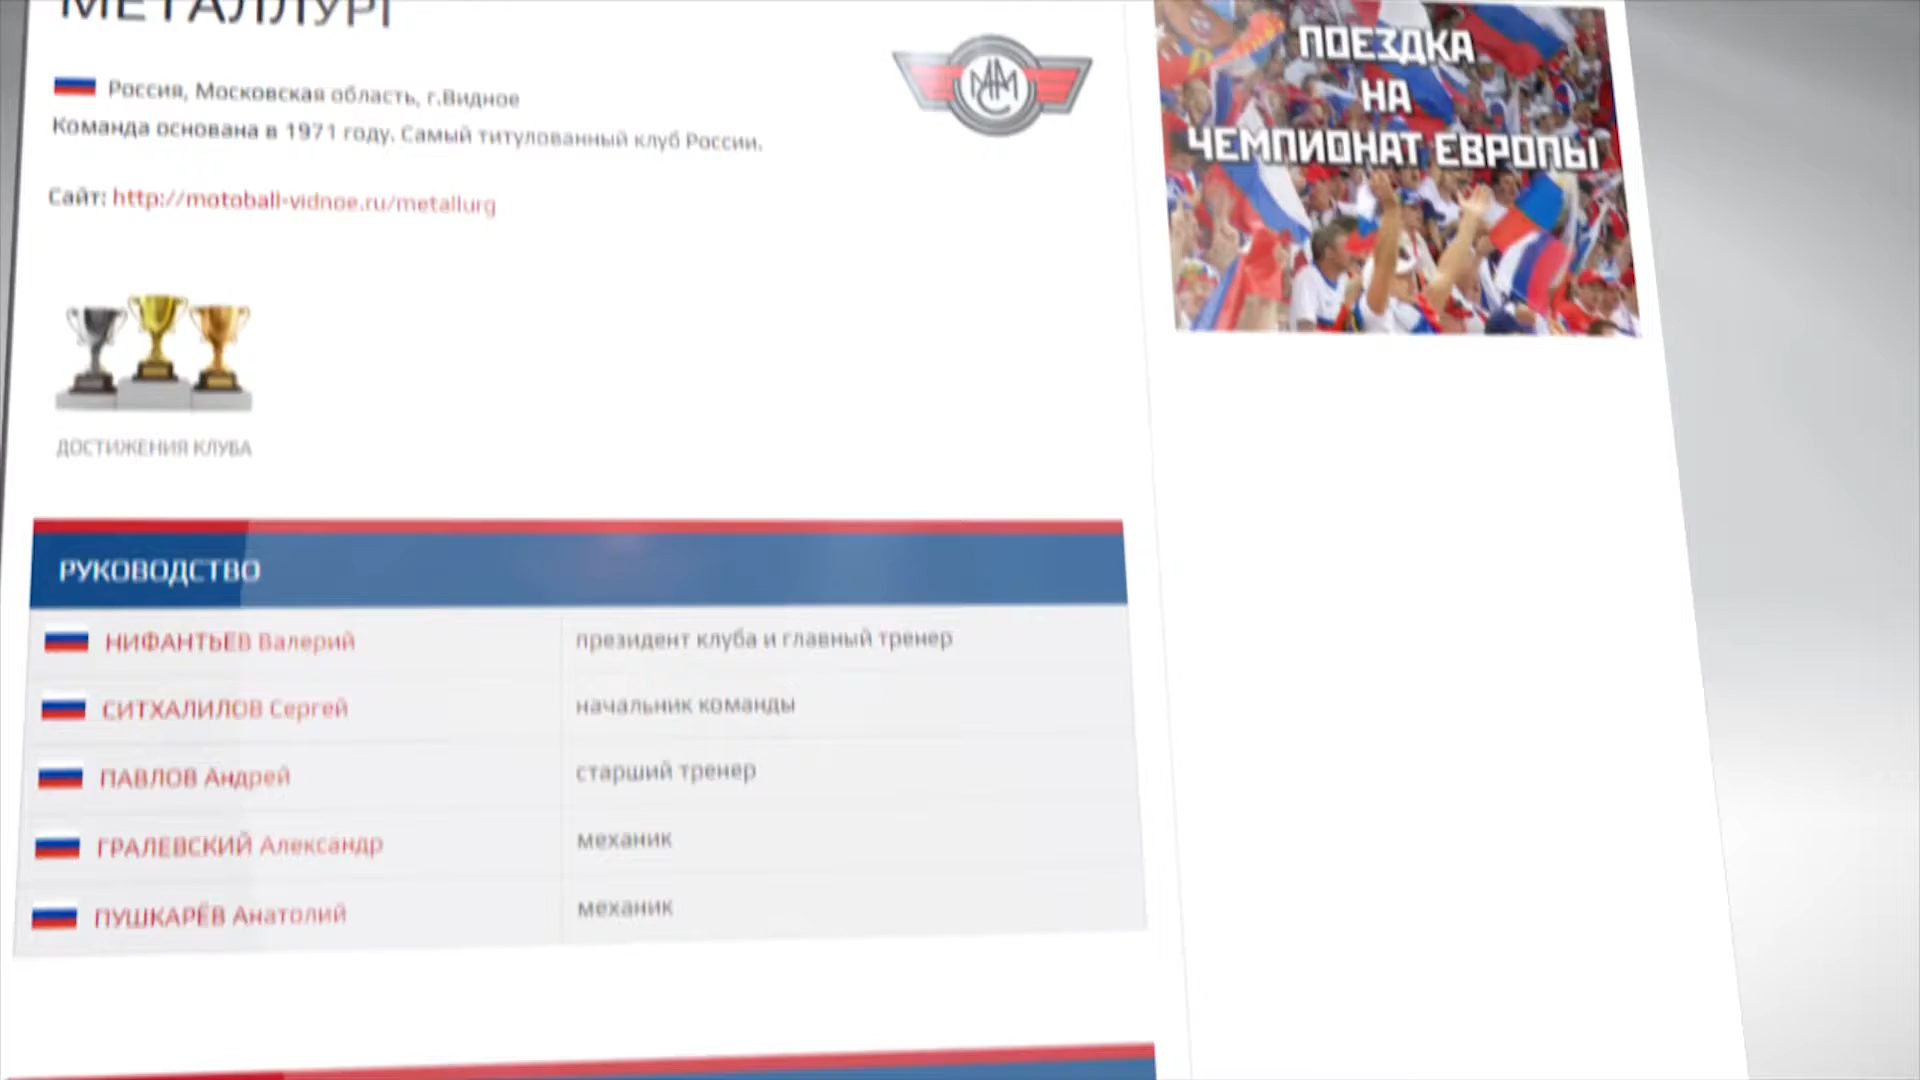 МЕТАЛЛУРГ
Россия, Московская область, г.Видное
Команда основана в 1971 году. Самый титулованный клуб России.
Сайт: http://motoball-vidnoe.ru/metallurg
ДОСТИЖЕНИЯ КЛУБА
РУКОВОДСТВО
НИФАНТЬЕВ Валерий президент клуба и главный тренер
СИТХАЛИЛОВ Сергей начальник команды
ПАВЛОВ Андрей старший тренер
ГРАЛЕВСКИЙ Александр механик
ПУШКАРЁВ Анатолий механик
ПОЕЗДКА
НА
ЧЕМПИОНАТ ЕВРОПЫ